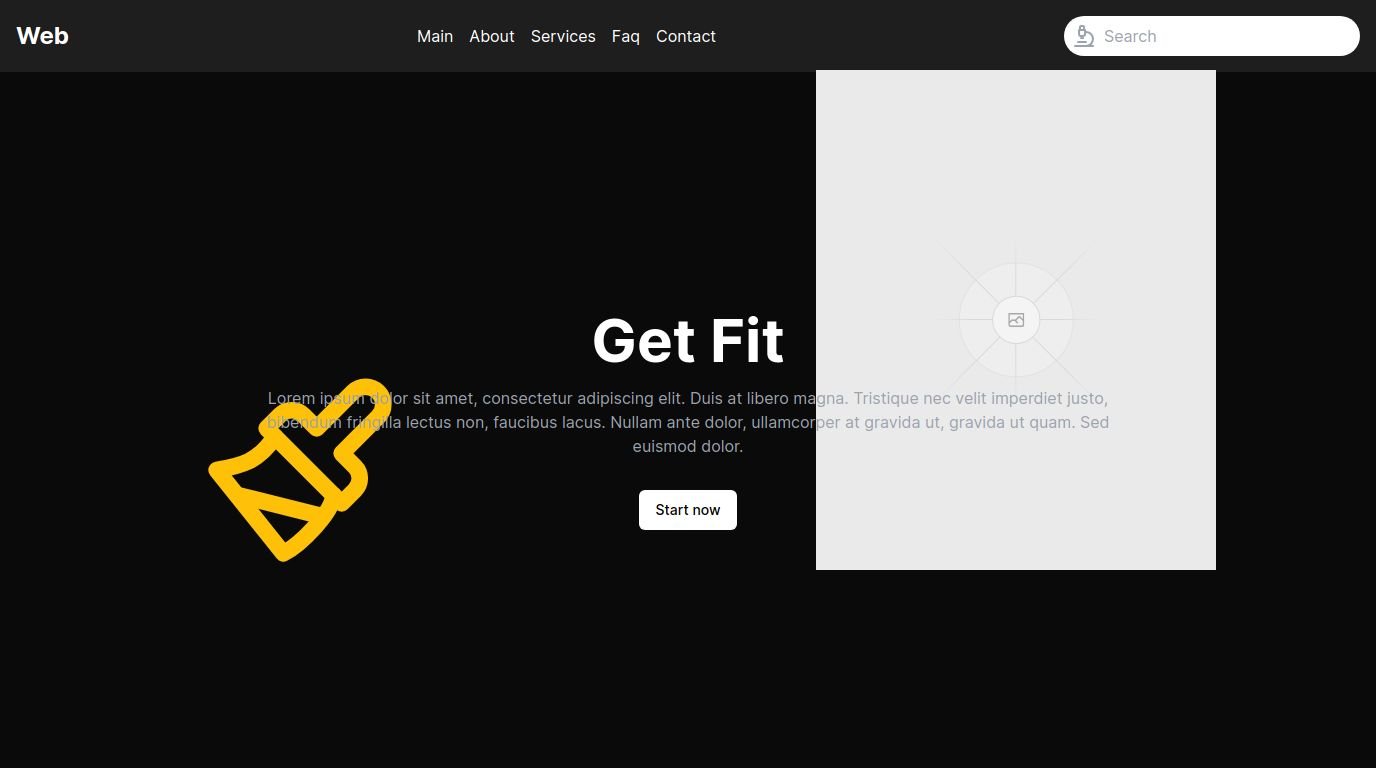 Web
Main About Services Faq Contact
Search
Get Fit
Lorem ipsum dolor sit amet, consectetur adipiscing elit. Duis at libero magna. Tristique nec velit imperdiet justo,
bibendum fringilla lectus non, faucibus lacus. Nullam ante dolor, ullamcorper at gravida ut, gravida ut quam. Sed
euismod dolor.
Start now